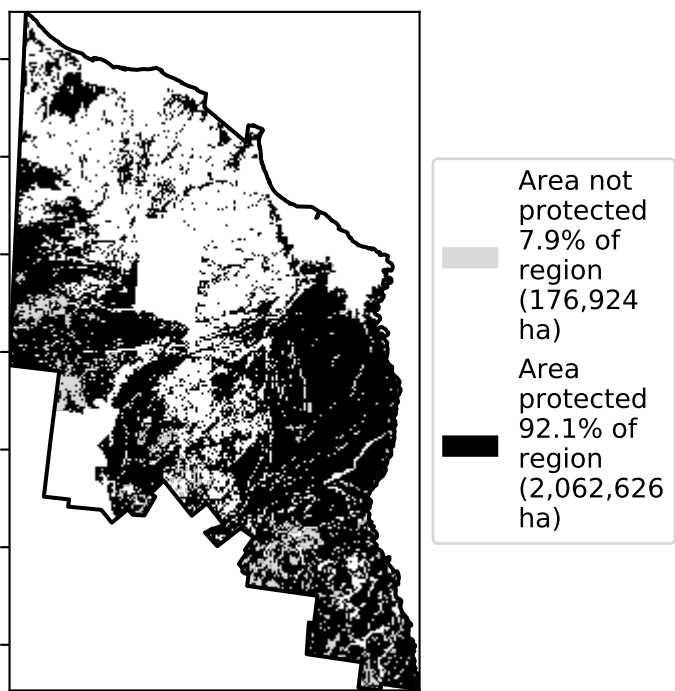 Area not
protected
7.9% of
region
(176,924
ha)
Area
protected
92.1% of
region
(2,062,626
ha)